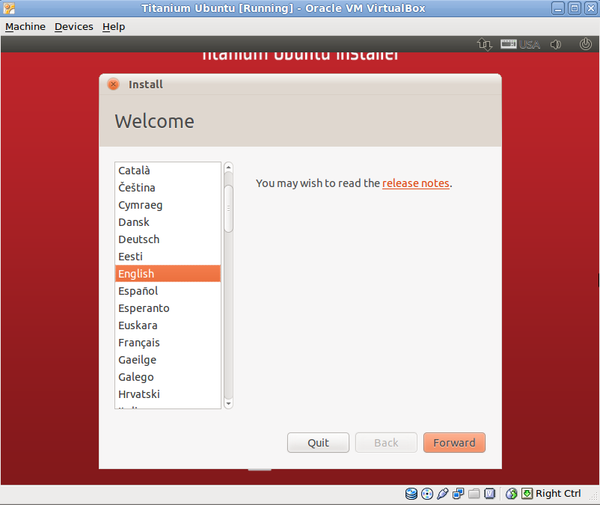 Titanium Ubuntu [Running] - Oracle VM VirtualBox
Machine Devices Help
USA
Titanium Ubuntu Installer
Install
Welcome
Català
Čeština
Cymraeg
Dansk
Deutsch
Eesti
English
Español
Esperanto
Euskara
Français
Gaeilge
Galego
Hrvatski
You may wish to read the release notes.
Quit Back Forward
Right Ctrl